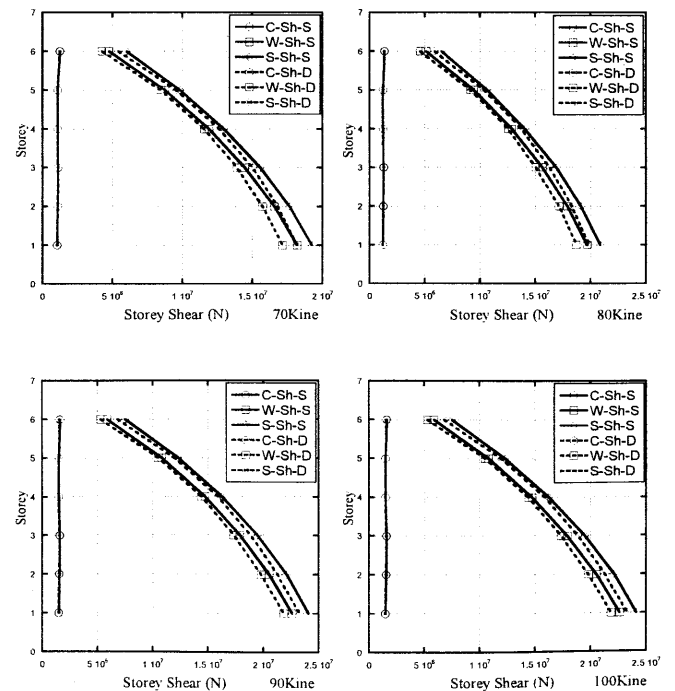 7
6
5
4
3
2
1
0
Storey
C-Sh-S
W-Sh-S
S-Sh-S
C-Sh-D
W-Sh-D
S-Sh-D
0
5 10⁶
1 10⁷
1.5 10⁷
2 10⁷
Storey Shear (N)
70Kine
7
6
5
4
3
2
1
0
Storey
C-Sh-S
W-Sh-S
S-Sh-S
C-Sh-D
W-Sh-D
S-Sh-D
0
5 10⁶
1 10⁷
1.5 10⁷
2 10⁷
2.5 10⁷
Storey Shear (N)
80Kine
7
6
5
4
3
2
1
0
Storey
C-Sh-S
W-Sh-S
S-Sh-S
C-Sh-D
W-Sh-D
S-Sh-D
0
5 10⁶
1 10⁷
1.5 10⁷
2 10⁷
2.5 10⁷
Storey Shear (N)
90Kine
7
6
5
4
3
2
1
0
Storey
C-Sh-S
W-Sh-S
S-Sh-S
C-Sh-D
W-Sh-D
S-Sh-D
0
5 10⁶
1 10⁷
1.5 10⁷
2 10⁷
2.5 10⁷
Storey Shear (N)
100Kine